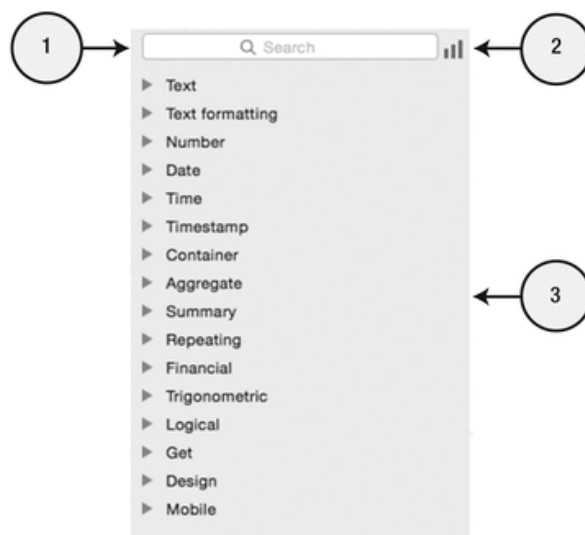 1
Search
2
Text
Text formatting
Number
Date
Time
Timestamp
Container
Aggregate
3
Summary
Repeating
Financial
Trigonometric
Logical
Get
Design
Mobile